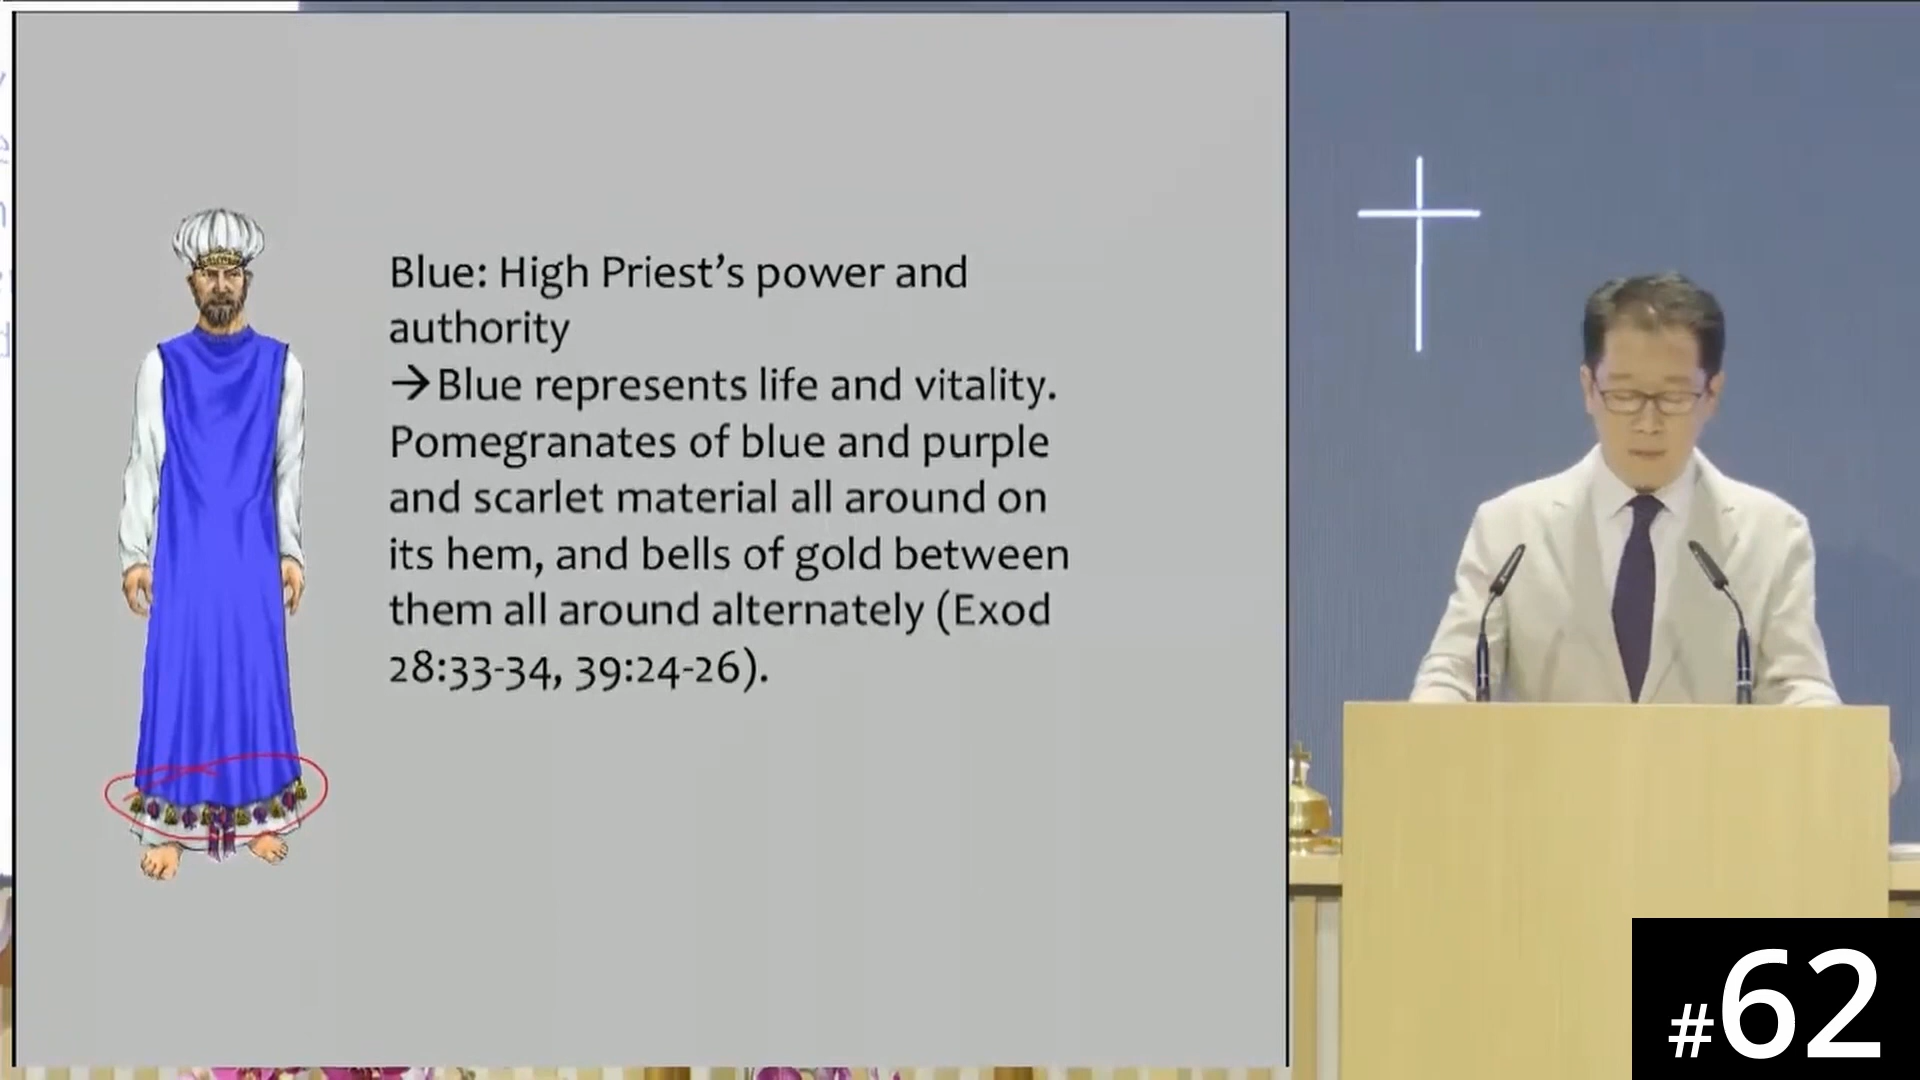 Blue: High Priest’s power and
authority
→Blue represents life and vitality.
Pomegranates of blue and purple
and scarlet material all around on
its hem, and bells of gold between
them all around alternately (Exod
28:33-34, 39:24-26).
#62